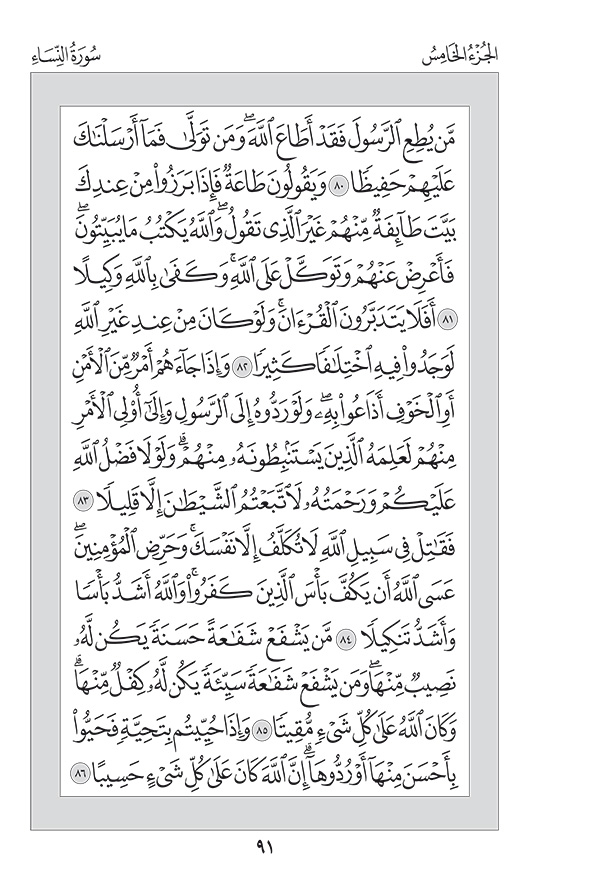 الجُزْءُ الخَامِسُ
سُورَةُ النِّسَاءِ
مَّن يُطِعِ ٱلرَّسُولَ فَقَدۡ أَطَاعَ ٱللَّهَۖ وَمَن تَوَلَّىٰ فَمَآ أَرۡسَلۡنَٰكَ
عَلَيۡهِمۡ حَفِيظٗا ٨٠ وَيَقُولُونَ طَاعَةٞ فَإِذَا بَرَزُواْ مِنۡ عِندِكَ
بَيَّتَ طَآئِفَةٞ مِّنۡهُمۡ غَيۡرَ ٱلَّذِي تَقُولُۖ وَٱللَّهُ يَكۡتُبُ مَا يُبَيِّتُونَۖ
فَأَعۡرِضۡ عَنۡهُمۡ وَتَوَكَّلۡ عَلَى ٱللَّهِۚ وَكَفَىٰ بِٱللَّهِ وَكِيلًا
٨١ أَفَلَا يَتَدَبَّرُونَ ٱلۡقُرۡءَانَۚ وَلَوۡ كَانَ مِنۡ عِندِ غَيۡرِ ٱللَّهِ
لَوَجَدُواْ فِيهِ ٱخۡتِلَٰفٗا كَثِيرٗا ٨٢ وَإِذَا جَآءَهُمۡ أَمۡرٞ مِّنَ ٱلۡأَمۡنِ
أَوِ ٱلۡخَوۡفِ أَذَاعُواْ بِهِۦۖ وَلَوۡ رَدُّوهُ إِلَى ٱلرَّسُولِ وَإِلَىٰٓ أُوْلِي ٱلۡأَمۡرِ
مِنۡهُمۡ لَعَلِمَهُ ٱلَّذِينَ يَسۡتَنۢبِطُونَهُۥ مِنۡهُمۡۗ وَلَوۡلَا فَضۡلُ ٱللَّهِ
عَلَيۡكُمۡ وَرَحۡمَتُهُۥ لَٱتَّبَعۡتُمُ ٱلشَّيۡطَٰنَ إِلَّا قَلِيلٗا ٨٣
فَقَٰتِلۡ فِي سَبِيلِ ٱللَّهِ لَا تُكَلَّفُ إِلَّا نَفۡسَكَۚ وَحَرِّضِ ٱلۡمُؤۡمِنِينَۖ
عَسَى ٱللَّهُ أَن يَكُفَّ بَأۡسَ ٱلَّذِينَ كَفَرُواْۚ وَٱللَّهُ أَشَدُّ بَأۡسٗا
وَأَشَدُّ تَنكِيلٗا ٨٤ مَّن يَشۡفَعۡ شَفَٰعَةً حَسَنَةٗ يَكُن لَّهُۥ
نَصِيبٞ مِّنۡهَاۖ وَمَن يَشۡفَعۡ شَفَٰعَةٗ سَيِّئَةٗ يَكُن لَّهُۥ كِفۡلٞ مِّنۡهَاۗ
وَكَانَ ٱللَّهُ عَلَىٰ كُلِّ شَيۡءٖ مُّقِيتٗا ٨٥ وَإِذَا حُيِّيتُم بِتَحِيَّةٖ فَحَيُّواْ
بِأَحۡسَنَ مِنۡهَآ أَوۡ رُدُّوهَآۗ إِنَّ ٱللَّهَ كَانَ عَلَىٰ كُلِّ شَيۡءٍ حَسِيبًا ٨٦
٩١